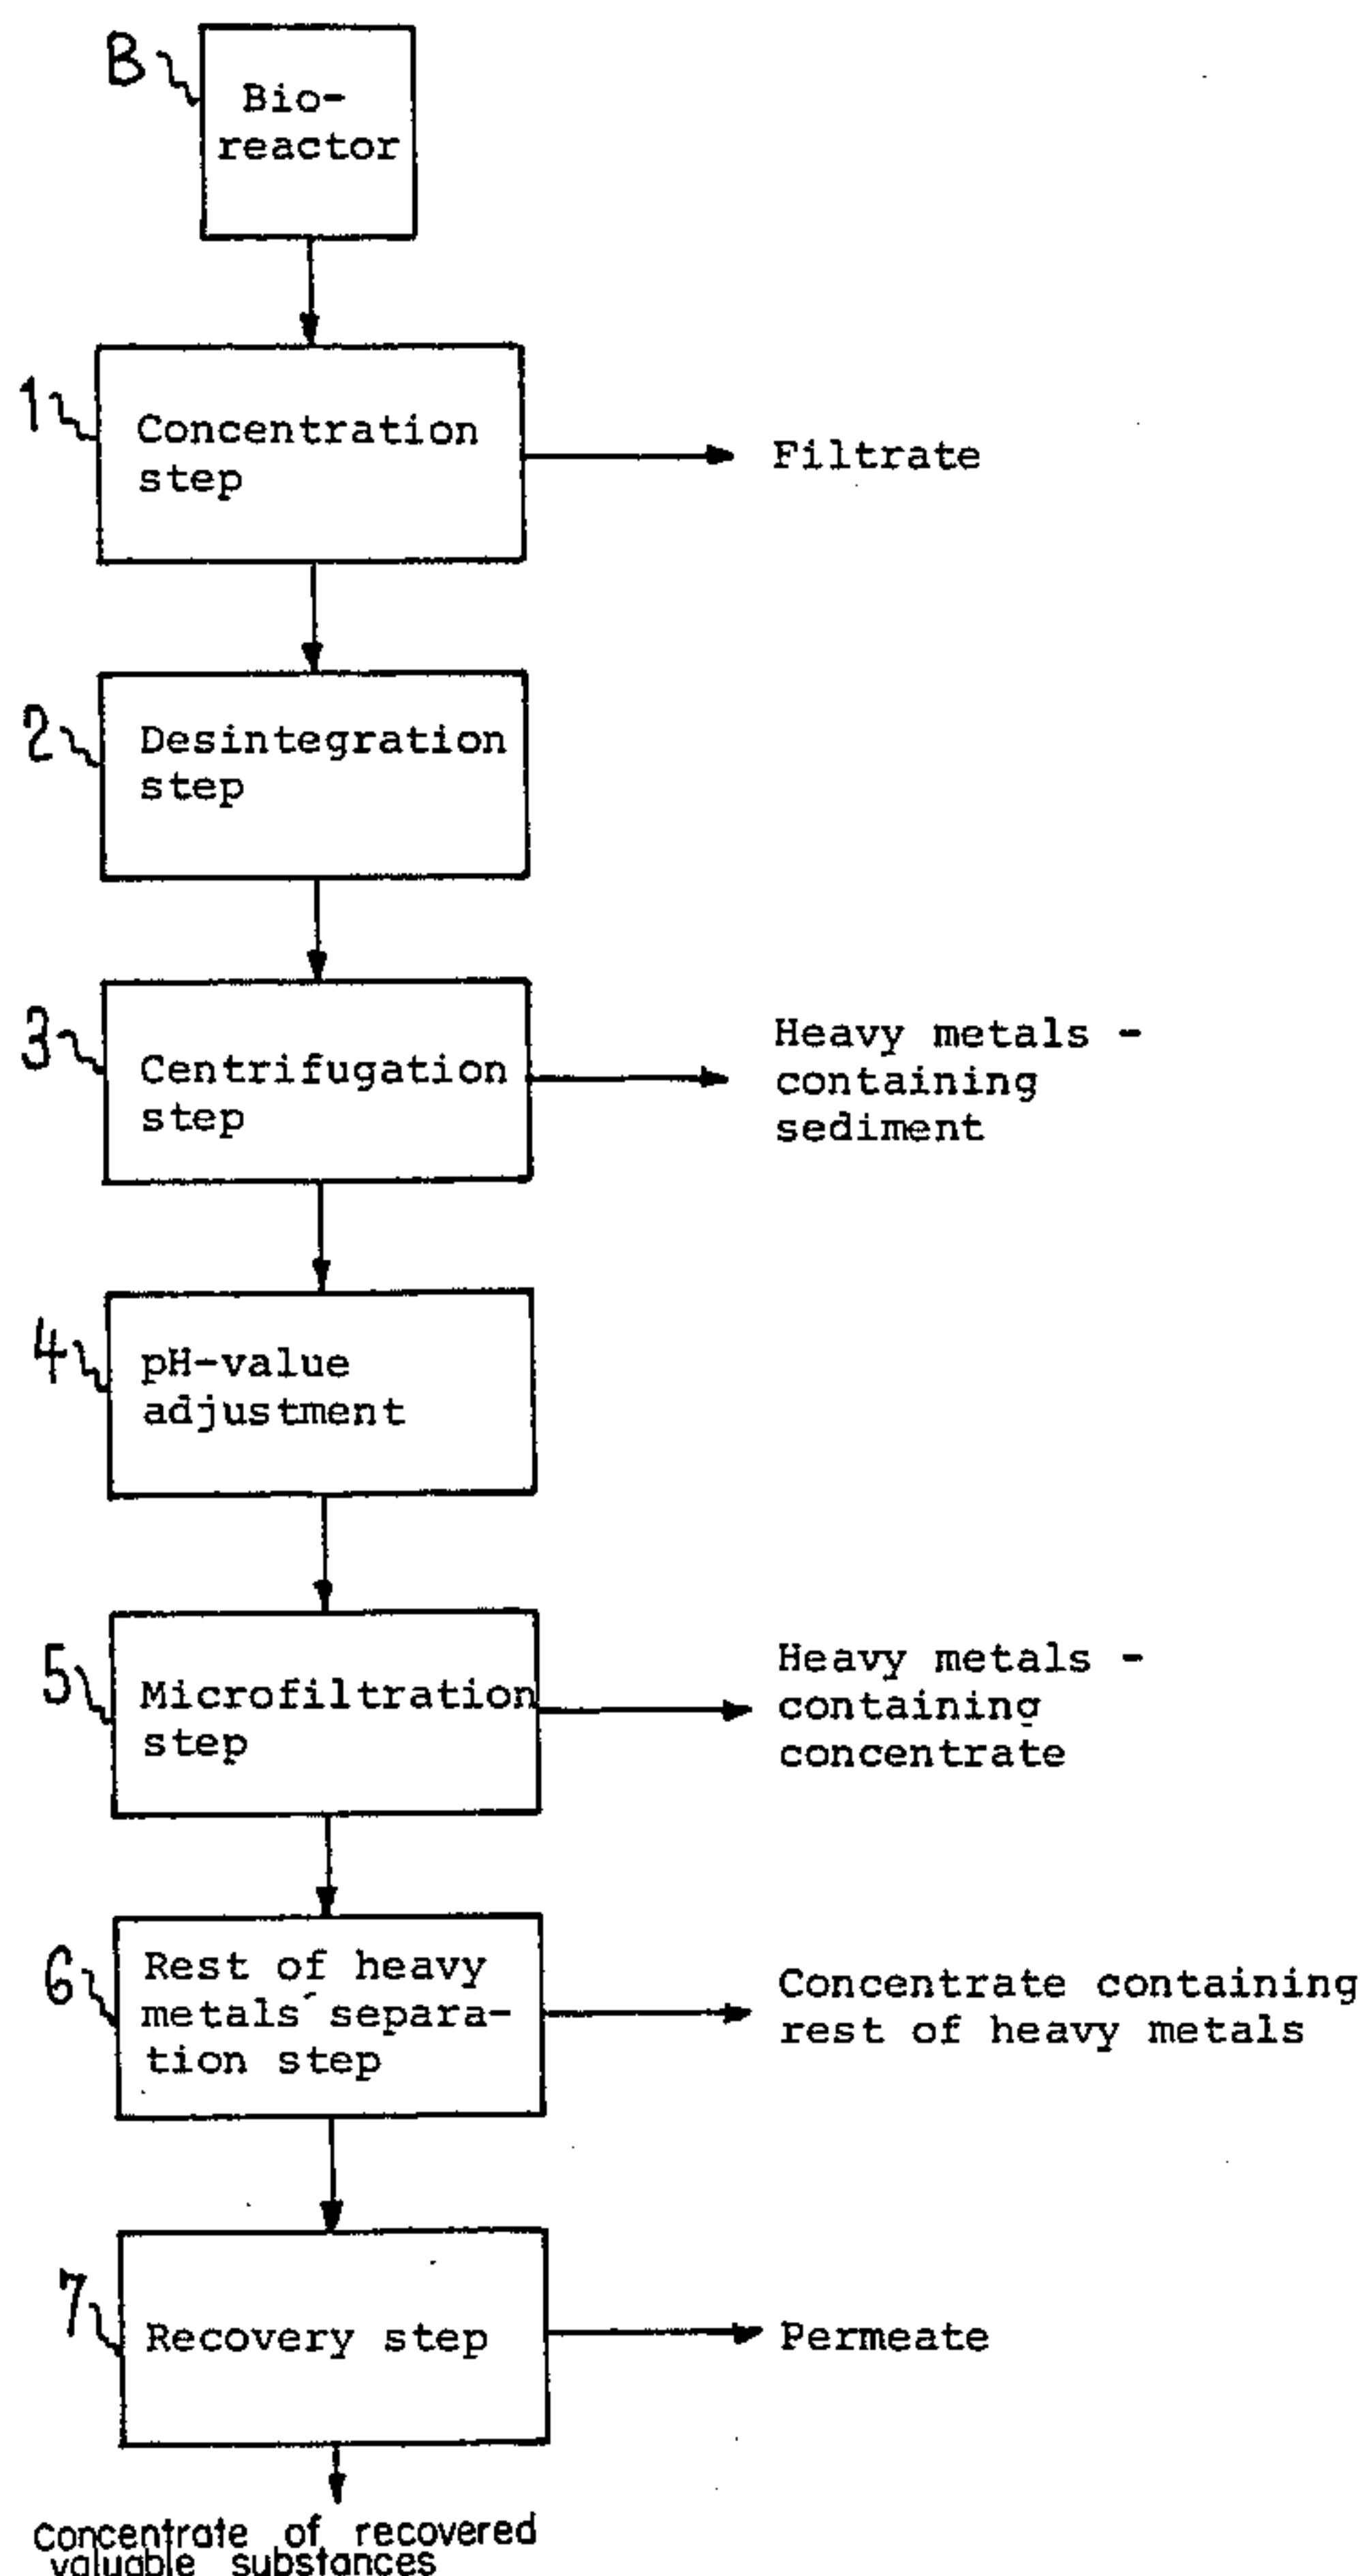 B
Bio-
reactor
1
Concentration
step
Filtrate
2
Desintegration
step
3
Centrifugation
step
Heavy metals -
containing
sediment
4
pH-value
adjustment
5
Microfiltration
step
Heavy metals -
containing
concentrate
6
Rest of heavy
metals separa-
tion step
Concentrate containing
rest of heavy metals
7
Recovery step
Permeate
Concentrate of recovered
valuable substances